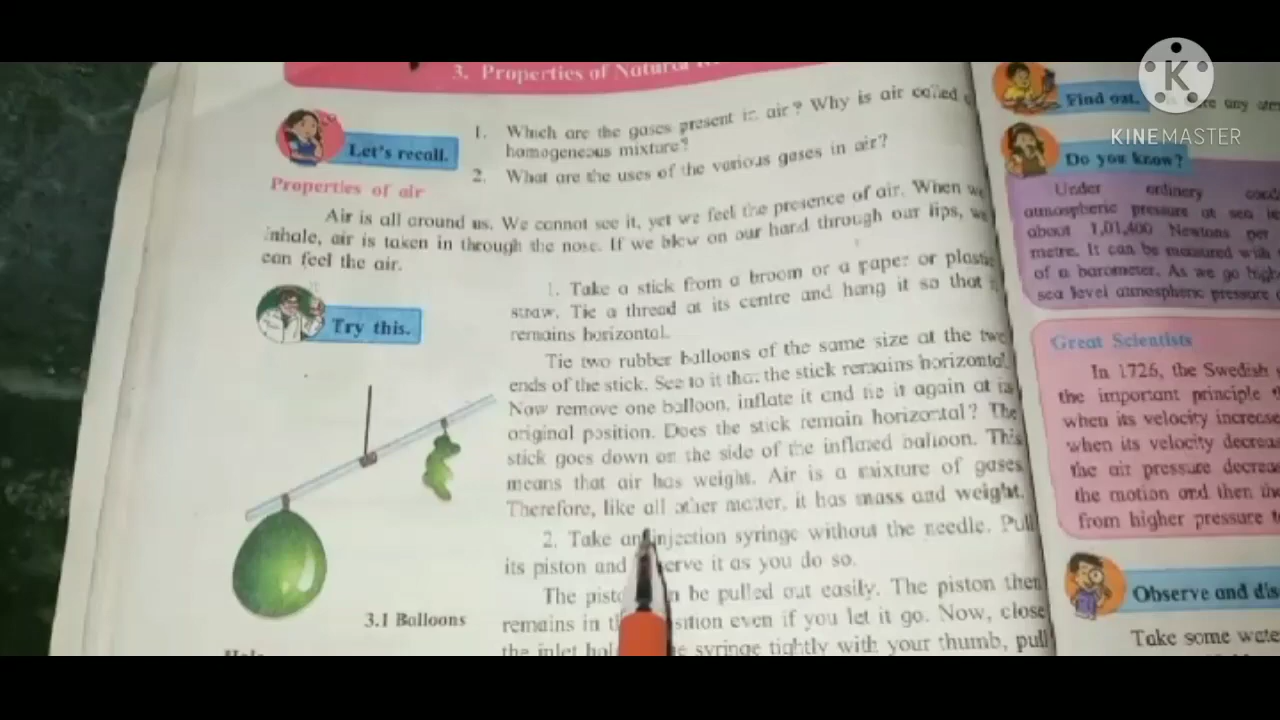 3. Properties of Natural
Let's recall.
1. Which are the gases present in air? Why is air called a
homogeneous mixture?
2. What are the uses of the various gases in air?
Properties of air
Air is all around us. We cannot see it, yet we feel the presence of air. When we
inhale, air is taken in through the nose. If we blow on our hand through our lips, we
can feel the air.
Try this.
1. Take a stick from a broom or a paper or plastic
straw. Tie a thread at its centre and hang it so that it
remains horizontal.
Tie two rubber balloons of the same size at the two
ends of the stick. See to it that the stick remains horizontal.
Now remove one balloon, inflate it and tie it again at its
original position. Does the stick remain horizontal? The
stick goes down on the side of the inflated balloon. This
means that air has weight. Air is a mixture of gases
Therefore, like all other matter, it has mass and weight.
2. Take an injection syringe without the needle. Pull
its piston and observe it as you do so.
The piston can be pulled out easily. The piston then
remains in position even if you let it go. Now, close
the inlet syringe tightly with your thumb, pull
3.1 Balloons
Find out. any
Do you know?
Under ordinary
atmospheric pressure at sea
about 1,01,400 Newtons per
metre. It can be measured with
of a barometer. As we go
sea level atmospheric pressure
Great Scientists
In 1726, the Swedish
the important principle
when its velocity
when its velocity
the air pressure
the motion and then
from higher pressure
Observe and
Take some
K
KINEMASTER